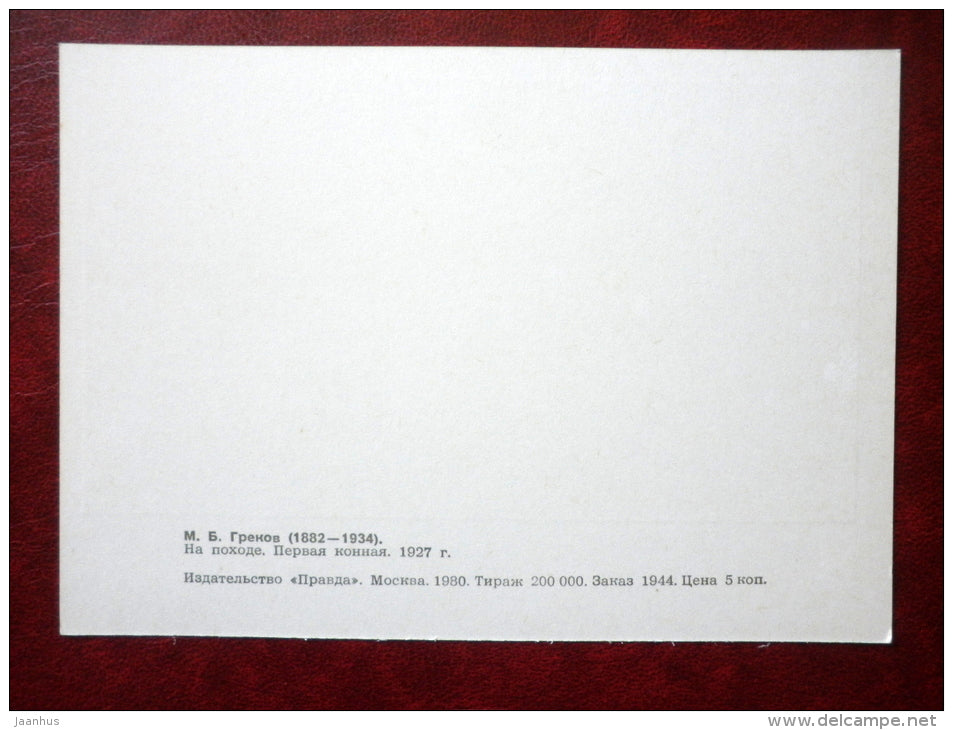 М. Б. Греков (1882—1934).
На походе. Первая конная. 1927 г.
Издательство «Правда». Москва. 1980. Тираж 200 000. Заказ 1944. Цена 5 коп.
jaanhus
www.delcampe.net